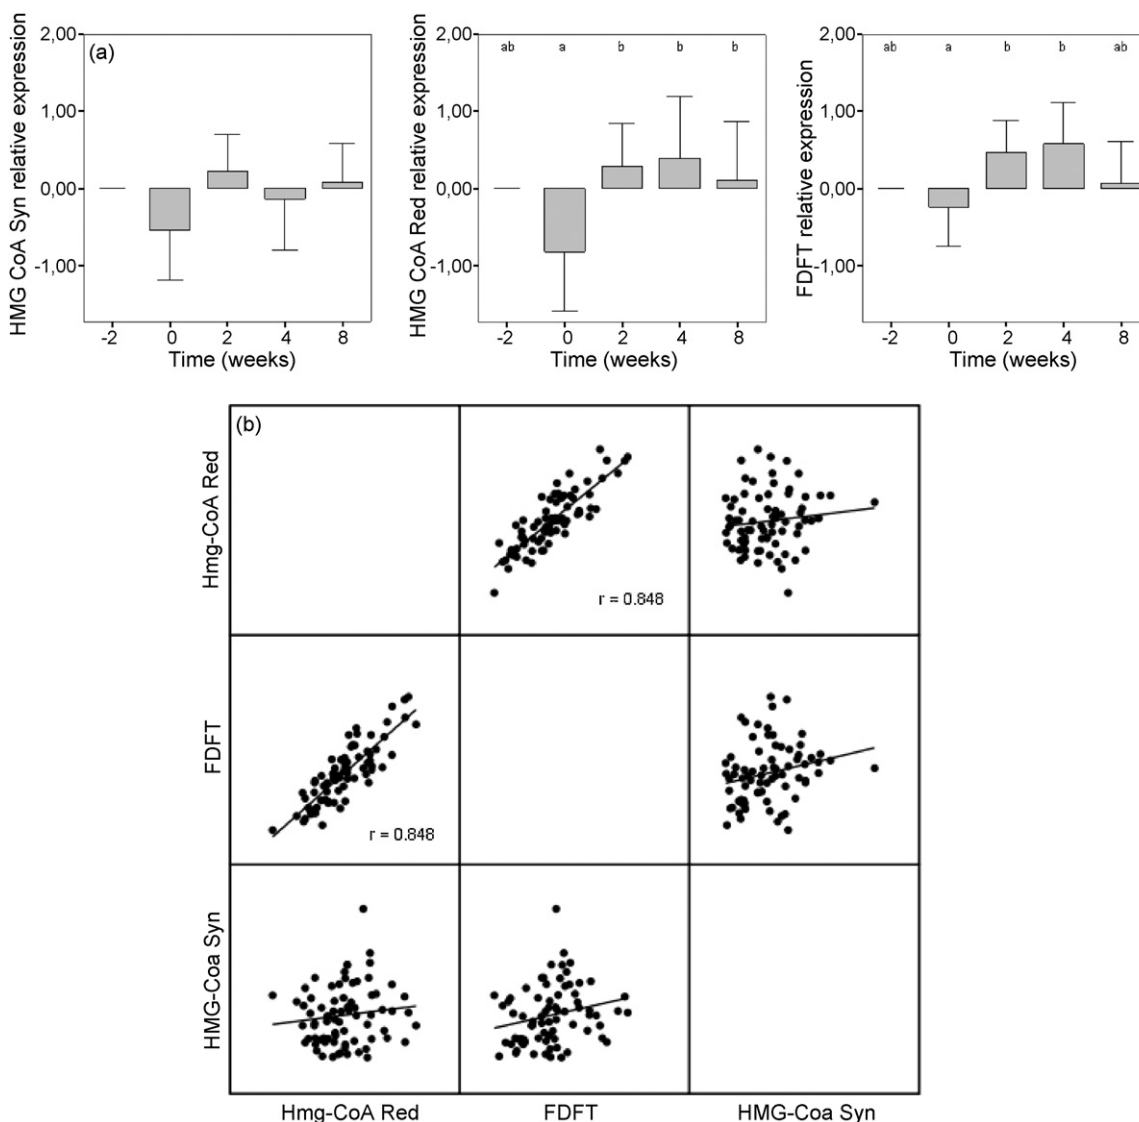 (a)
HMG CoA Syn relative expression
2,00
1,00
0,00
-1,00
-2 0 2 4 8
Time (weeks)
HMG CoA Red relative expression
2,00
1,00
0,00
-1,00
ab a b b b
-2 0 2 4 8
Time (weeks)
FDFT relative expression
2,00
1,00
0,00
-1,00
ab a b b ab
-2 0 2 4 8
Time (weeks)
(b)
Hmg-CoA Red
r = 0.848
FDFT
r = 0.848
HMG-Coa Syn
Hmg-CoA Red FDFT HMG-Coa Syn